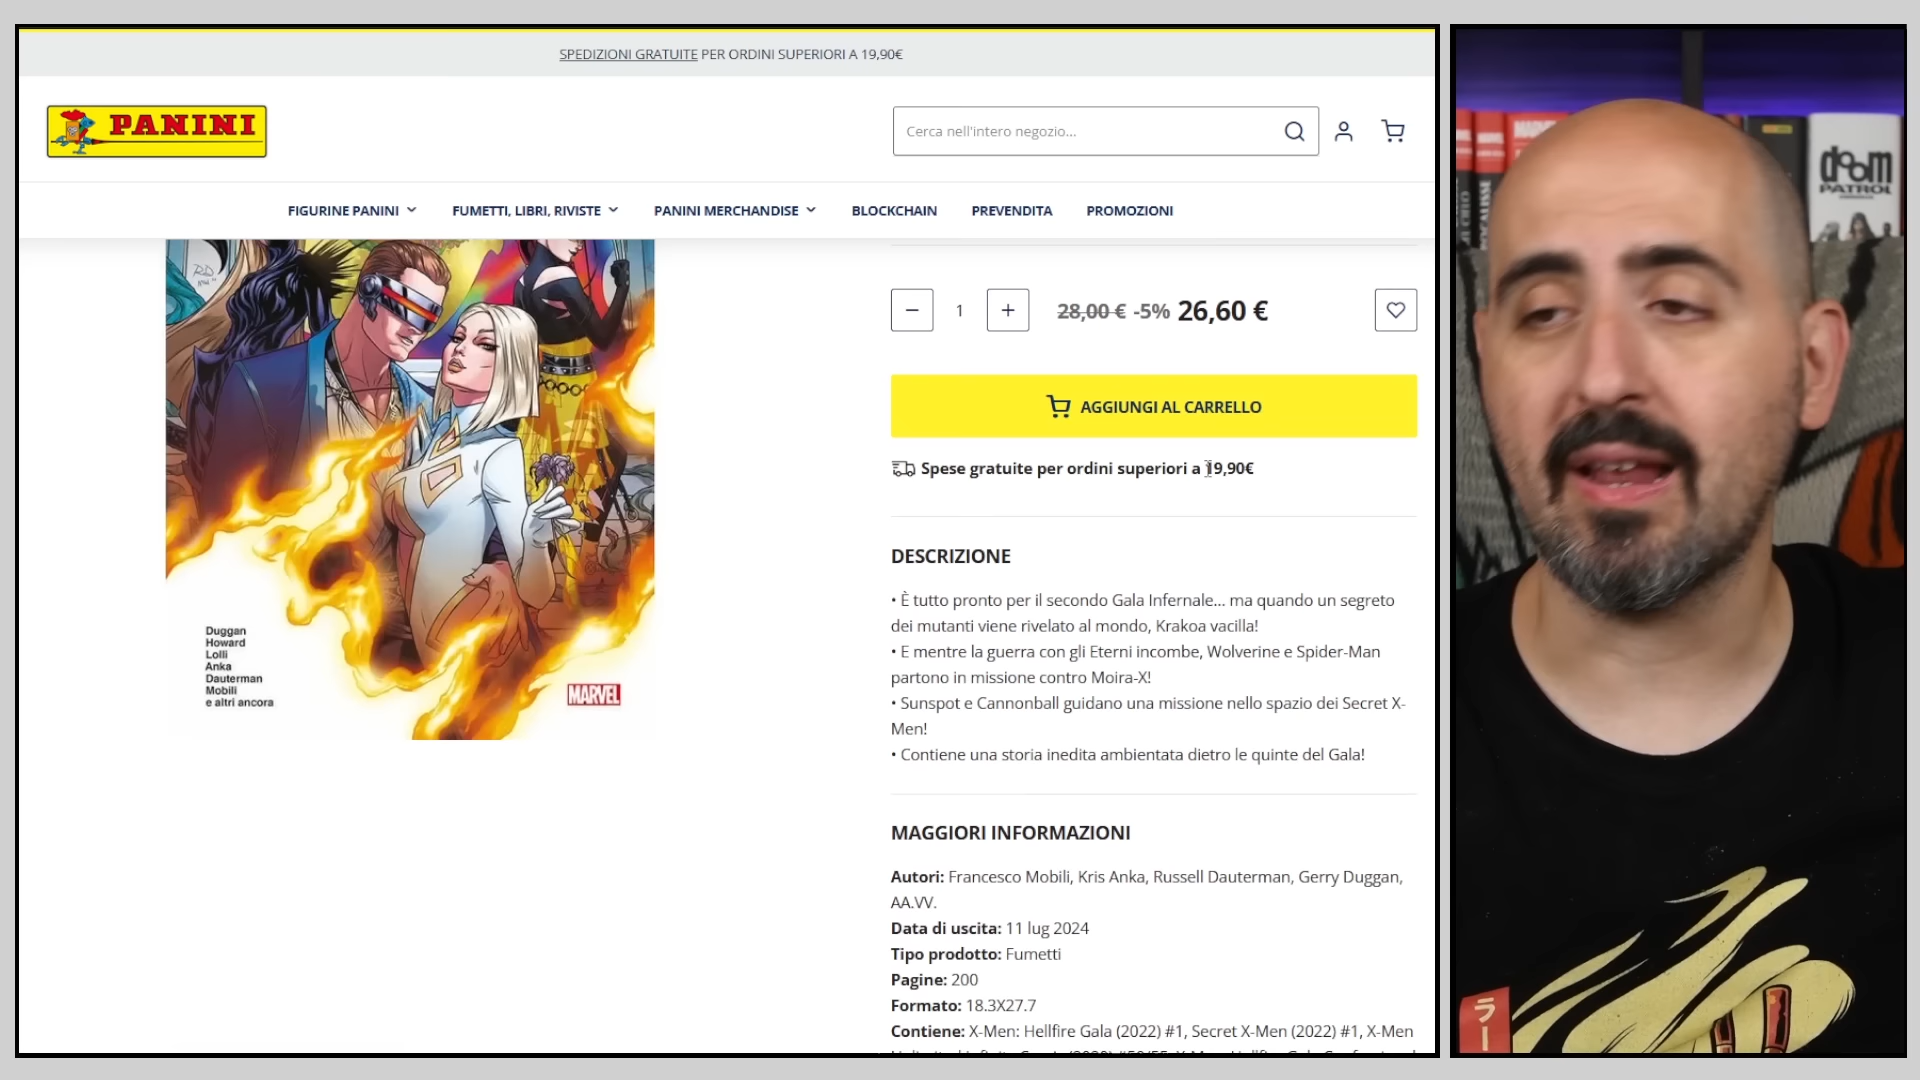 SPEDIZIONI GRATUITE PER ORDINI SUPERIORI A 19,90€
PANINI
Cerca nell'intero negozio...
FIGURINE PANINI
FUMETTI, LIBRI, RIVISTE
PANINI MERCHANDISE
BLOCKCHAIN
PREVENDITA
PROMOZIONI
1
28,00 € -5% 26,60 €
AGGIUNGI AL CARRELLO
Spese gratuite per ordini superiori a 19,90€
DESCRIZIONE
• È tutto pronto per il secondo Gala Infernale... ma quando un segreto
dei mutanti viene rivelato al mondo, Krakoa vacilla!
• E mentre la guerra con gli Eterni incombe, Wolverine e Spider-Man
partono in missione contro Moira-X!
• Sunspot e Cannonball guidano una missione nello spazio dei Secret X-
Men!
• Contiene una storia inedita ambientata dietro le quinte del Gala!
MAGGIORI INFORMAZIONI
Autori: Francesco Mobili, Kris Anka, Russell Dauterman, Gerry Duggan,
AA.VV.
Data di uscita: 11 lug 2024
Tipo prodotto: Fumetti
Pagine: 200
Formato: 18.3X27.7
Contiene: X-Men: Hellfire Gala (2022) #1, Secret X-Men (2022) #1, X-Men
Duggan
Howard
Lolli
Anka
Dauterman
Mobili
e altri ancora
MARVEL
doom
PATROL
ラー